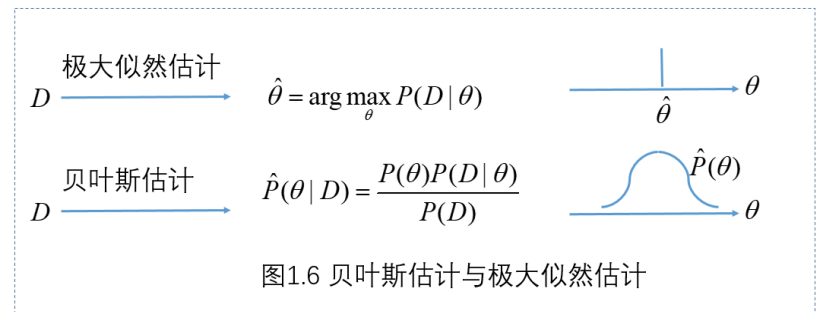 极大似然估计
D
θ̂ = arg max P(D | θ)
θ
θ
θ̂
贝叶斯估计
D
P̂(θ | D) = P(θ)P(D | θ) / P(D)
P̂(θ)
θ
图1.6 贝叶斯估计与极大似然估计